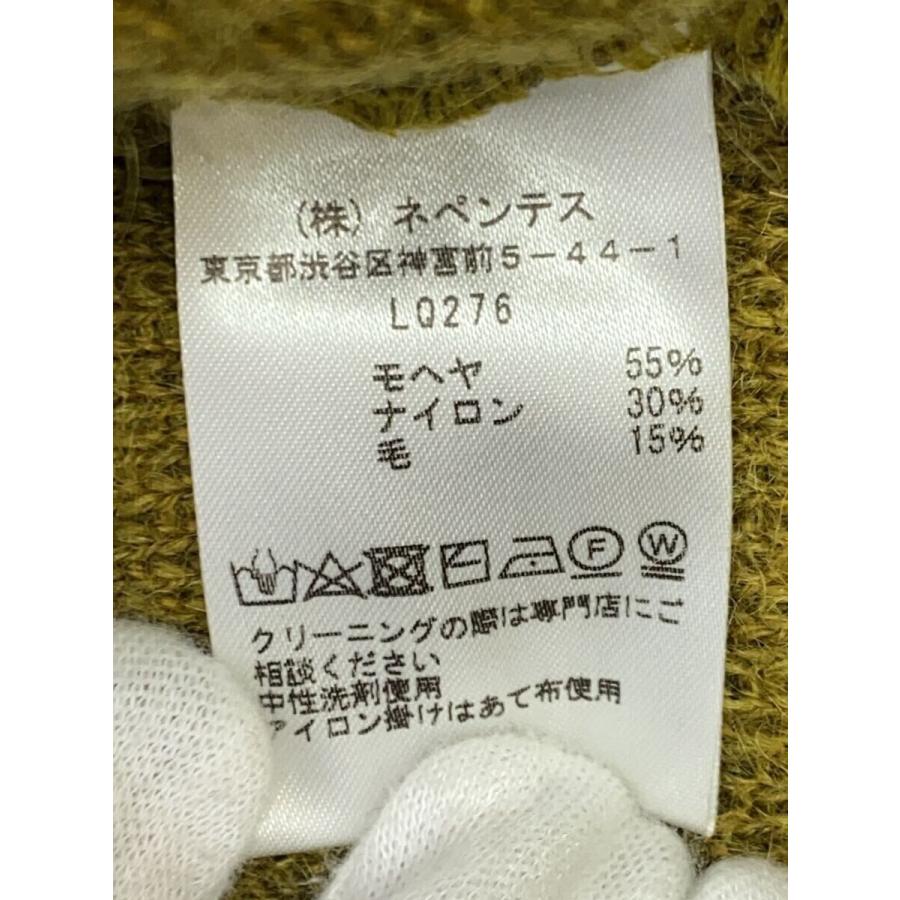 (株) ネペンテス
東京都渋谷区神宮前5-44-1
LQ276
モヘヤ 55%
ナイロン 30%
毛 15%
F W
クリーニングの際は専門店にご
相談ください
中性洗剤使用
アイロン掛けはあて布使用